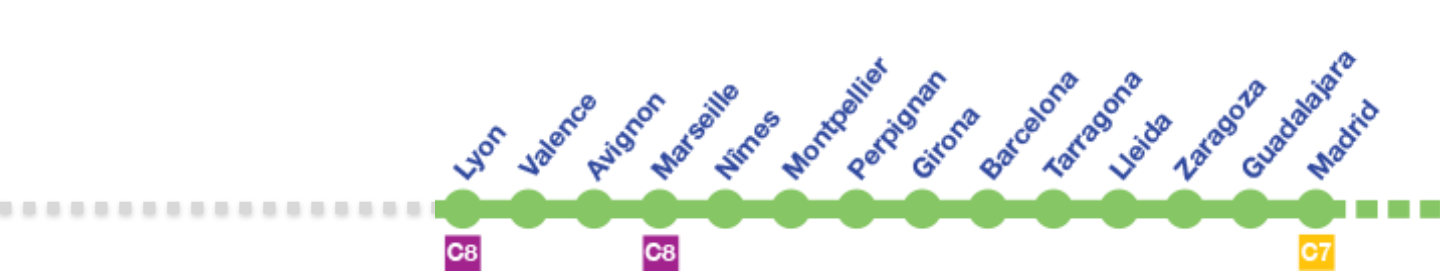 Lyon
Valence
Avignon
Marseille
Nîmes
Montpellier
Perpignan
Girona
Barcelona
Tarragona
Lleida
Zaragoza
Guadalajara
Madrid
C8
C8
C7